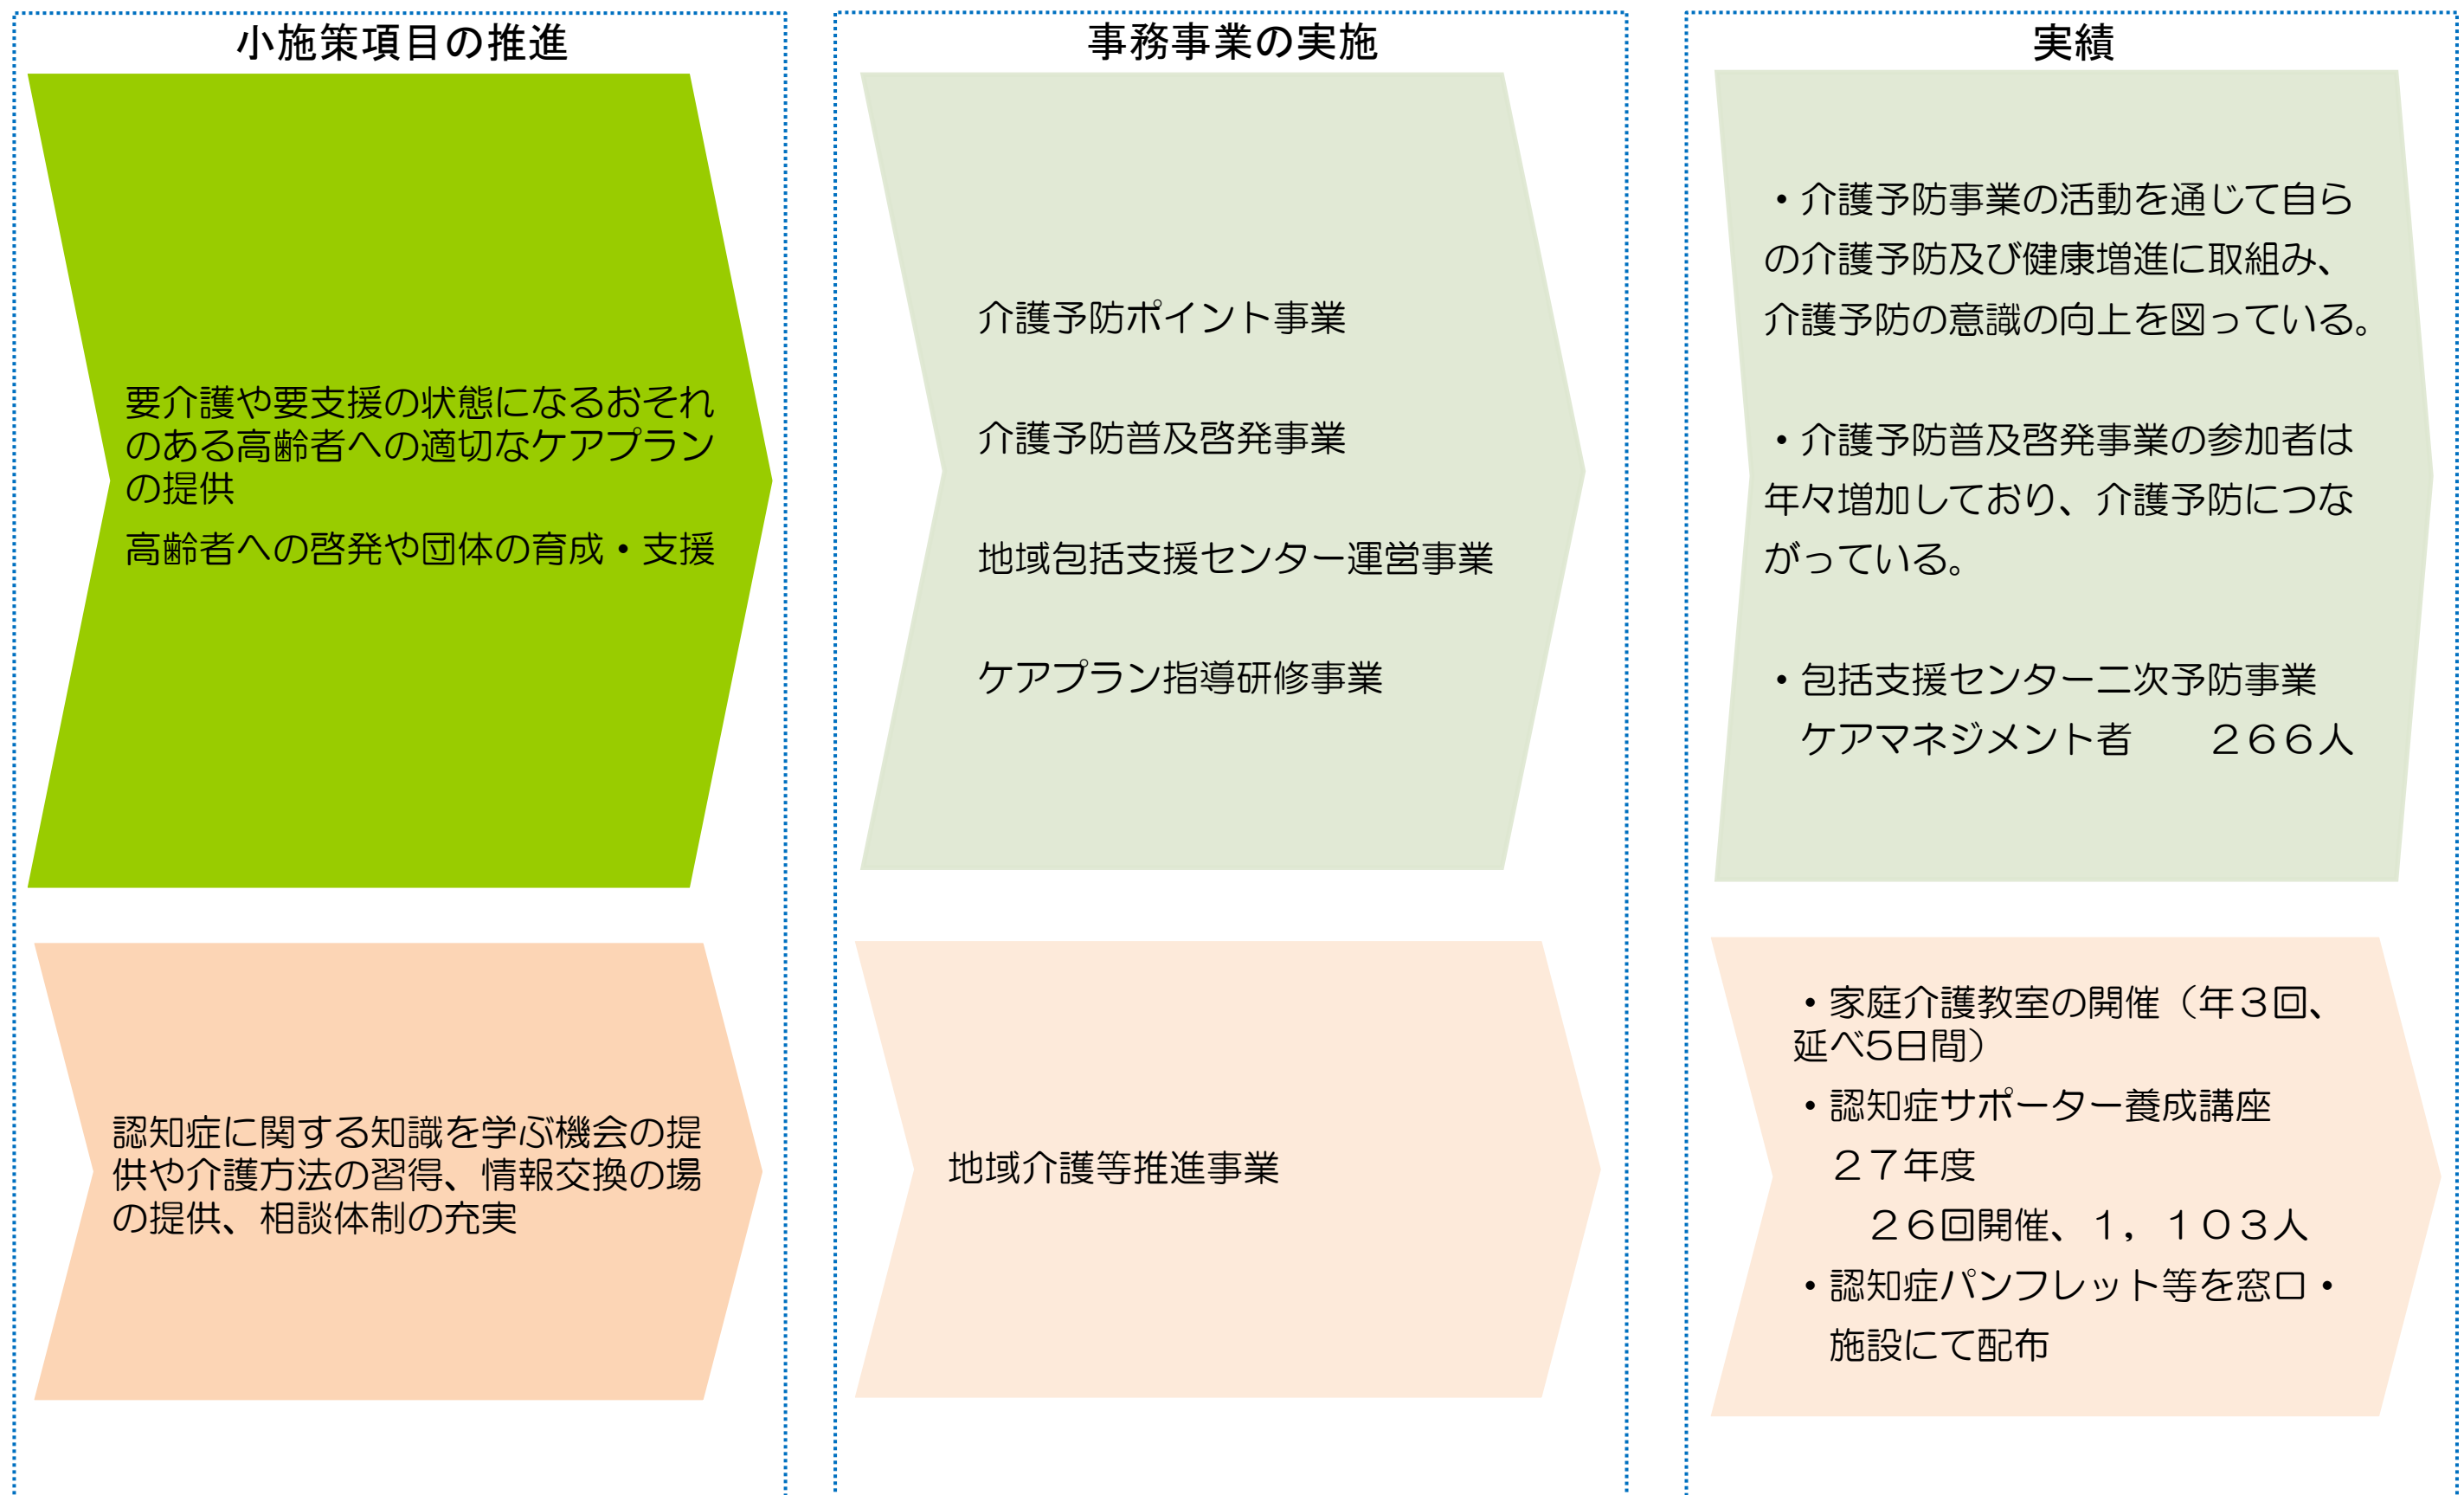 小施策項目の推進
要介護や要支援の状態になるおそれ
のある高齢者への適切なケアプラン
の提供
高齢者への啓発や団体の育成・支援
認知症に関する知識を学ぶ機会の提
供や介護方法の習得、情報交換の場
の提供、相談体制の充実
事務事業の実施
介護予防ポイント事業
介護予防普及啓発事業
地域包括支援センター運営事業
ケアプラン指導研修事業
地域介護等推進事業
実績
・介護予防事業の活動を通じて自ら
の介護予防及び健康増進に取組み、
介護予防の意識の向上を図っている。
・介護予防普及啓発事業の参加者は
年々増加しており、介護予防につな
がっている。
・包括支援センター二次予防事業
ケアマネジメント者　　２６６人
・家庭介護教室の開催（年３回、
延べ5日間）
・認知症サポーター養成講座
２７年度
２６回開催、１，１０３人
・認知症パンフレット等を窓口・
施設にて配布